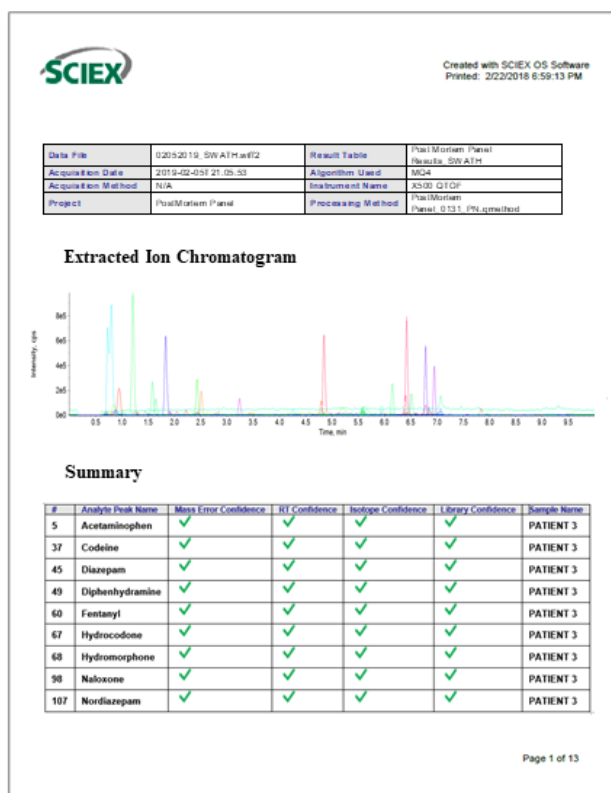 SCIEX
Created with SCIEX OS Software
Printed: 2/22/2018 6:59:13 PM
Data File 02052019_SWATH.wiff2 Result Table Post Mortem Panel Results_SWATH
Acquisition Date 2019-02-05T21:05:53 Algorithm Used MQ4
Acquisition Method N/A Instrument Name X500 QTOF
Project PostMortem Panel Processing Method PostMortem Panel_0131_PN.qmethod
Extracted Ion Chromatogram
Intensity, cps
8e5
6e5
4e5
2e5
0e0
0.5 1.0 1.5 2.0 2.5 3.0 3.5 4.0 4.5 5.0 5.5 6.0 6.5 7.0 7.5 8.0 8.5 9.0 9.5
Time, min
Summary
# Analyte Peak Name Mass Error Confidence RT Confidence Isotope Confidence Library Confidence Sample Name
5 Acetaminophen ✓ ✓ ✓ ✓ PATIENT 3
37 Codeine ✓ ✓ ✓ ✓ PATIENT 3
45 Diazepam ✓ ✓ ✓ ✓ PATIENT 3
49 Diphenhydramine ✓ ✓ ✓ ✓ PATIENT 3
60 Fentanyl ✓ ✓ ✓ ✓ PATIENT 3
67 Hydrocodone ✓ ✓ ✓ ✓ PATIENT 3
68 Hydromorphone ✓ ✓ ✓ ✓ PATIENT 3
98 Naloxone ✓ ✓ ✓ ✓ PATIENT 3
107 Nordiazepam ✓ ✓ ✓ ✓ PATIENT 3
Page 1 of 13